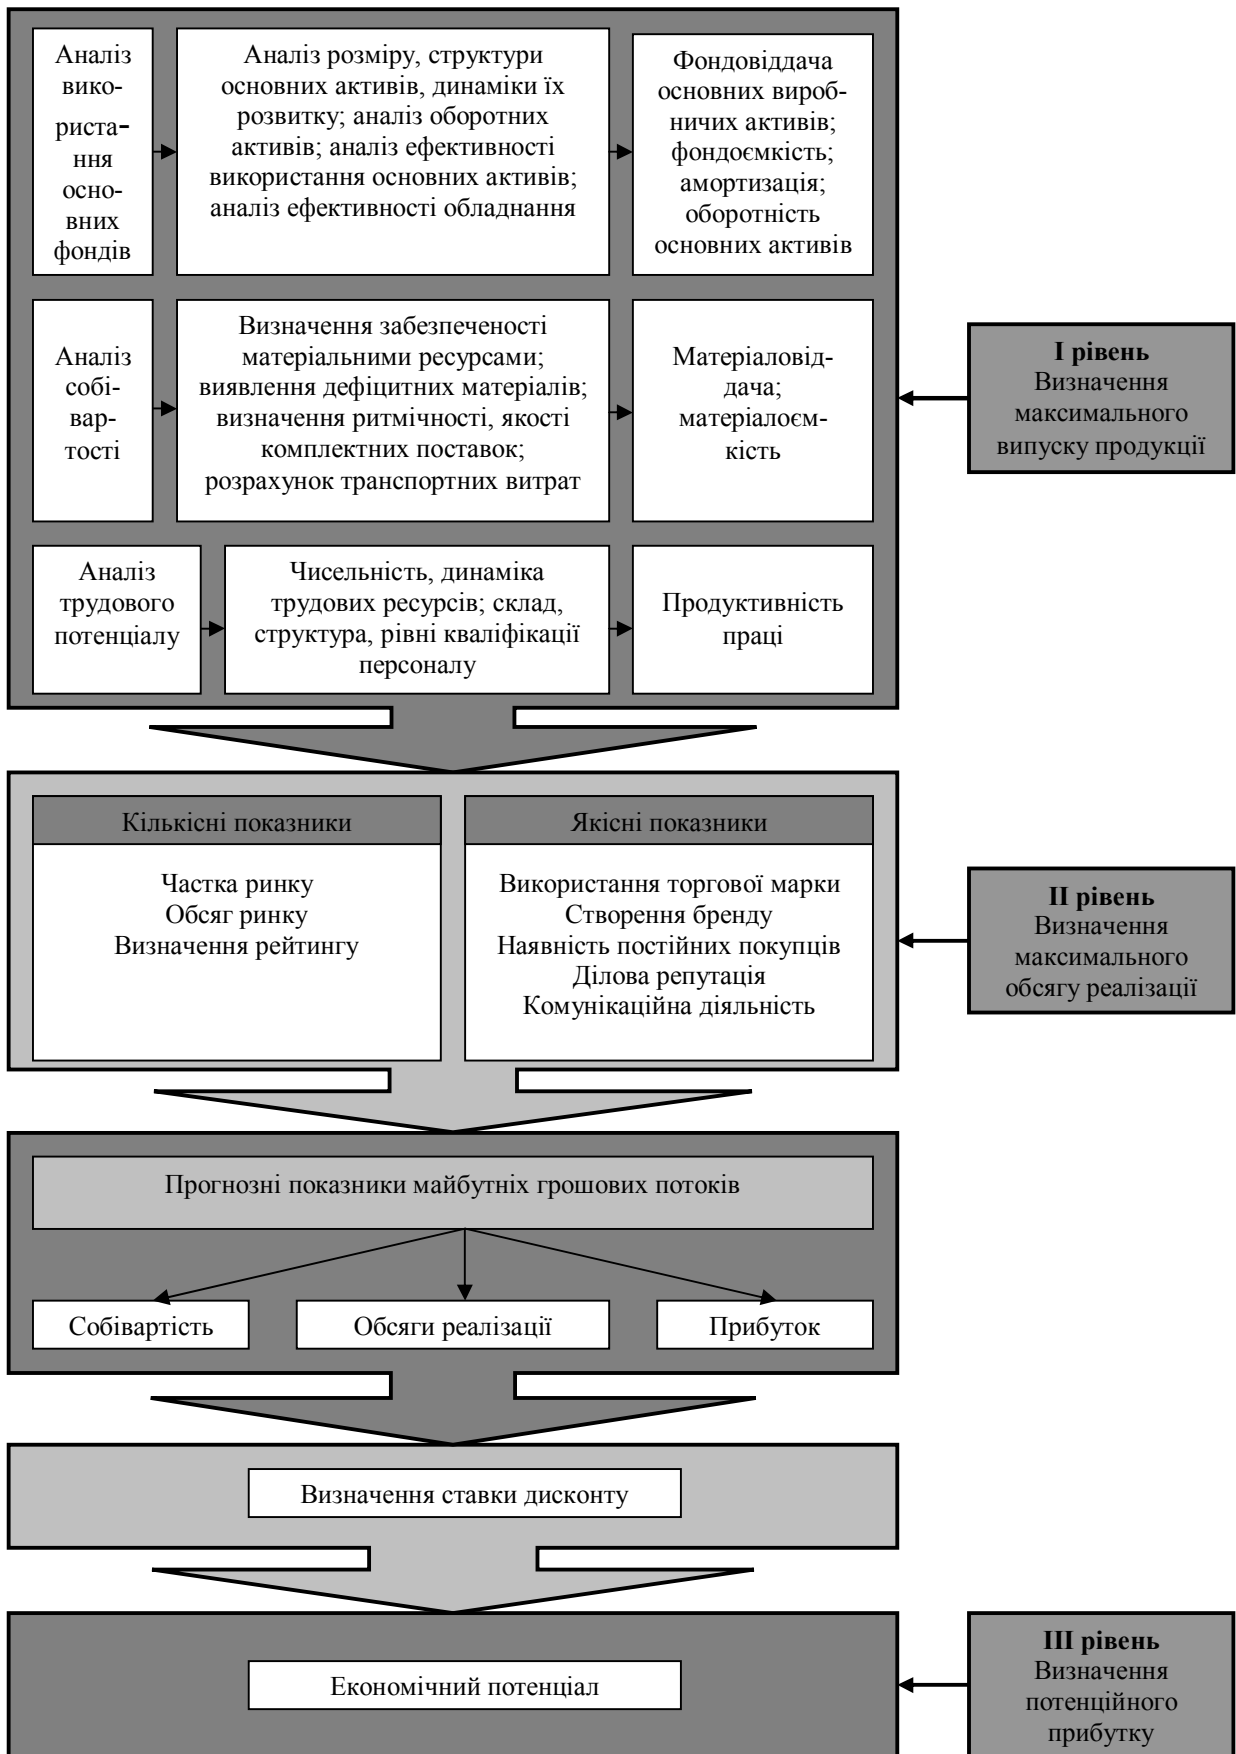 Аналіз
вико-
риста-
ння
осно-
вних
фондів
Аналіз розміру, структури
основних активів, динаміки їх
розвитку; аналіз оборотних
активів; аналіз ефективності
використання основних активів;
аналіз ефективності обладнання
Фондовіддача
основних вироб-
ничих активів;
фондоємкість;
амортизація;
оборотність
основних активів
Аналіз
собі-
вар-
тості
Визначення забезпеченості
матеріальними ресурсами;
виявлення дефіцитних матеріалів;
визначення ритмічності, якості
комплектних поставок;
розрахунок транспортних витрат
Матеріаловід-
дача;
матеріалоєм-
кість
І рівень
Визначення
максимального
випуску продукції
Аналіз
трудового
потенціалу
Чисельність, динаміка
трудових ресурсів; склад,
структура, рівні кваліфікації
персоналу
Продуктивність
праці
Кількісні показники
Частка ринку
Обсяг ринку
Визначення рейтингу
Якісні показники
Використання торгової марки
Створення бренду
Наявність постійних покупців
Ділова репутація
Комунікаційна діяльність
ІІ рівень
Визначення
максимального
обсягу реалізації
Прогнозні показники майбутніх грошових потоків
Собівартість
Обсяги реалізації
Прибуток
Визначення ставки дисконту
Економічний потенціал
ІІІ рівень
Визначення
потенційного
прибутку